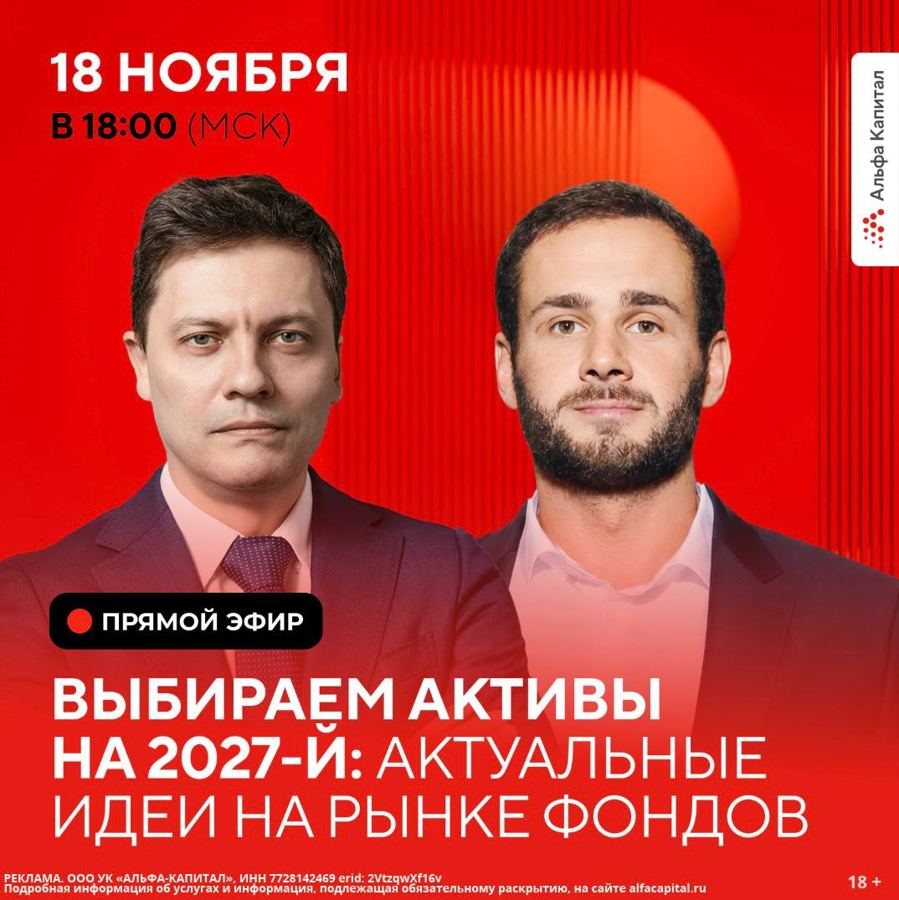 18 НОЯБРЯ
В 18:00 (МСК)
Альфа Капитал
ПРЯМОЙ ЭФИР
ВЫБИРАЕМ АКТИВЫ
НА 2027-Й: АКТУАЛЬНЫЕ
ИДЕИ НА РЫНКЕ ФОНДОВ
РЕКЛАМА. ООО УК «АЛЬФА-КАПИТАЛ», ИНН 7728142469 erid: 2VtzqwXf16v
Подробная информация об услугах и информация, подлежащая обязательному раскрытию, на сайте alfacapital.ru
18 +